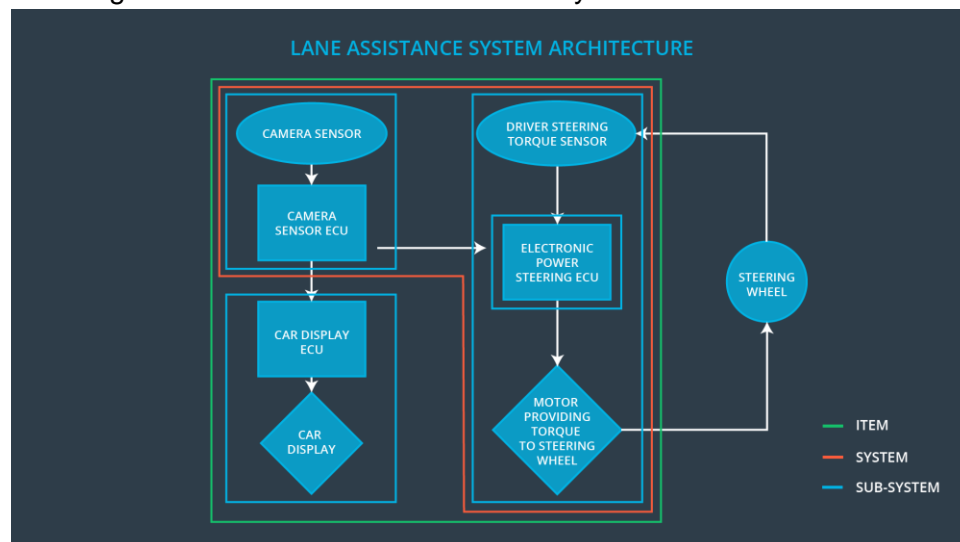 LANE ASSISTANCE SYSTEM ARCHITECTURE
CAMERA SENSOR
CAMERA
SENSOR ECU
CAR DISPLAY
ECU
CAR
DISPLAY
DRIVER STEERING
TORQUE SENSOR
ELECTRONIC
POWER
STEERING ECU
MOTOR
PROVIDING
TORQUE
TO STEERING
WHEEL
STEERING
WHEEL
ITEM
SYSTEM
SUB-SYSTEM